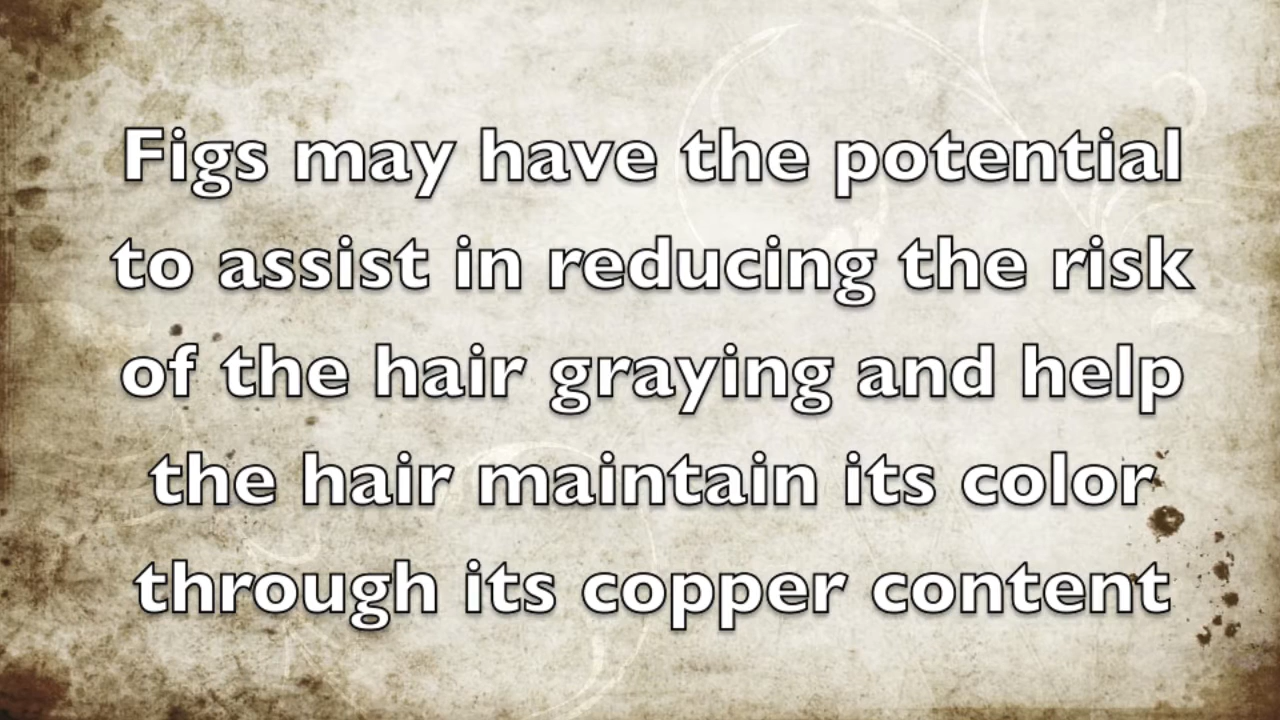 Figs may have the potential
to assist in reducing the risk
of the hair graying and help
the hair maintain its color
through its copper content